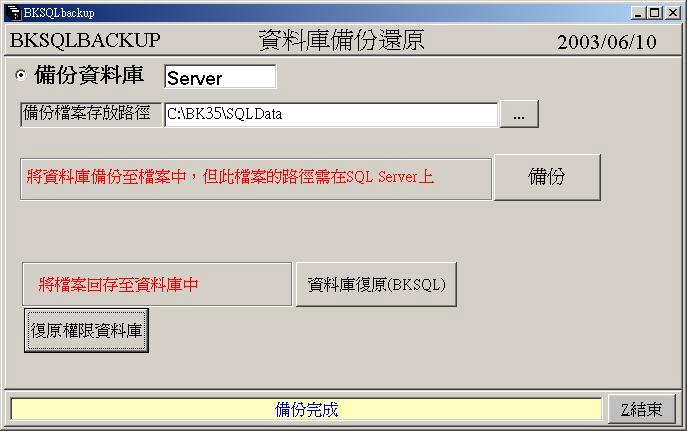 BKSQLbackup
BKSQLBACKUP 資料庫備份還原 2003/06/10
備份資料庫 Server
備份檔案存放路徑 C:\BK35\SQLData ...
將資料庫備份至檔案中，但此檔案的路徑需在SQL Server上 備份
將檔案回存至資料庫中 資料庫復原(BKSQL)
復原權限資料庫
備份完成 Z結束